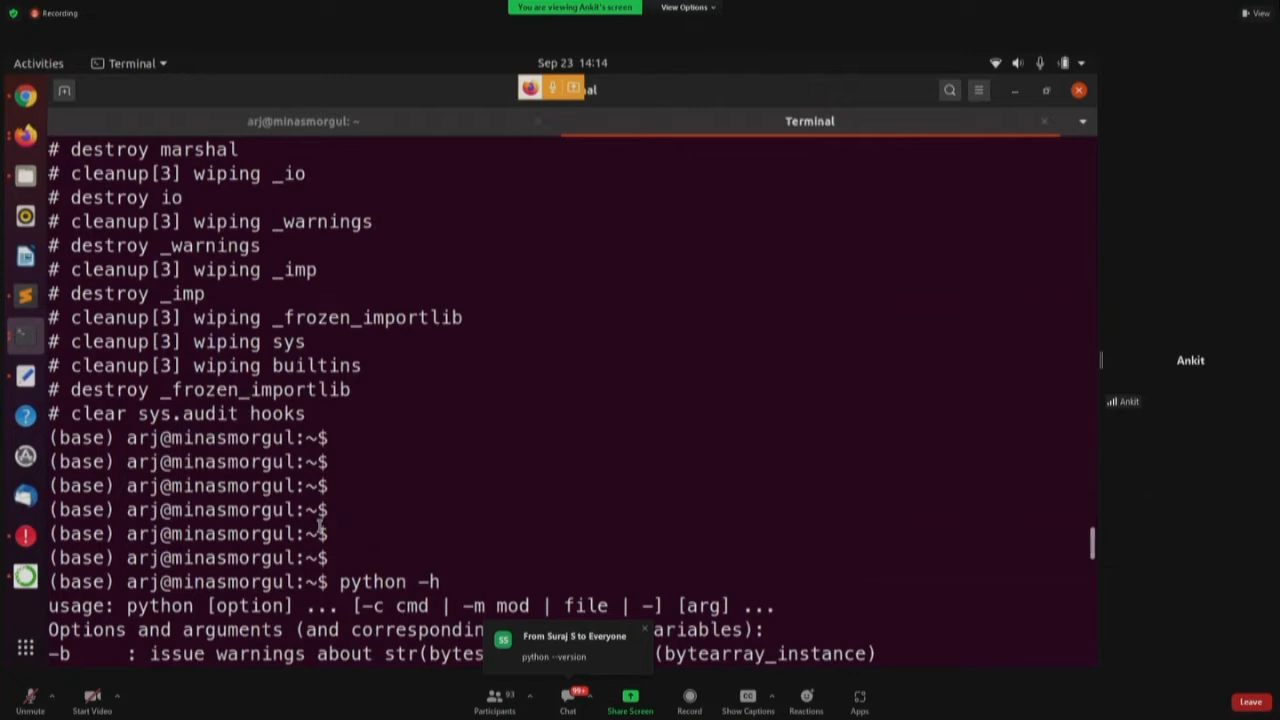 Recording
You are viewing Ankit's screen
View Options
View
Activities
Terminal
Sep 23 14:14
nal
arj@minasmorgul: ~
Terminal
# destroy marshal
# cleanup[3] wiping _io
# destroy io
# cleanup[3] wiping _warnings
# destroy _warnings
# cleanup[3] wiping _imp
# destroy _imp
# cleanup[3] wiping _frozen_importlib
# cleanup[3] wiping sys
# cleanup[3] wiping builtins
# destroy _frozen_importlib
# clear sys.audit hooks
(base) arj@minasmorgul:~$
(base) arj@minasmorgul:~$
(base) arj@minasmorgul:~$
(base) arj@minasmorgul:~$
(base) arj@minasmorgul:~$
(base) arj@minasmorgul:~$
(base) arj@minasmorgul:~$ python -h
usage: python [option] ... [-c cmd | -m mod | file | -] [arg] ...
Options and arguments (and correspondin ariables):
-b : issue warnings about str(bytes (bytearray_instance)
SS
From Suraj S to Everyone
python --version
Ankit
Ankit
Unmute
Start Video
93
Participants
99+
Chat
Share Screen
Record
CC
Show Captions
Reactions
Apps
Leave